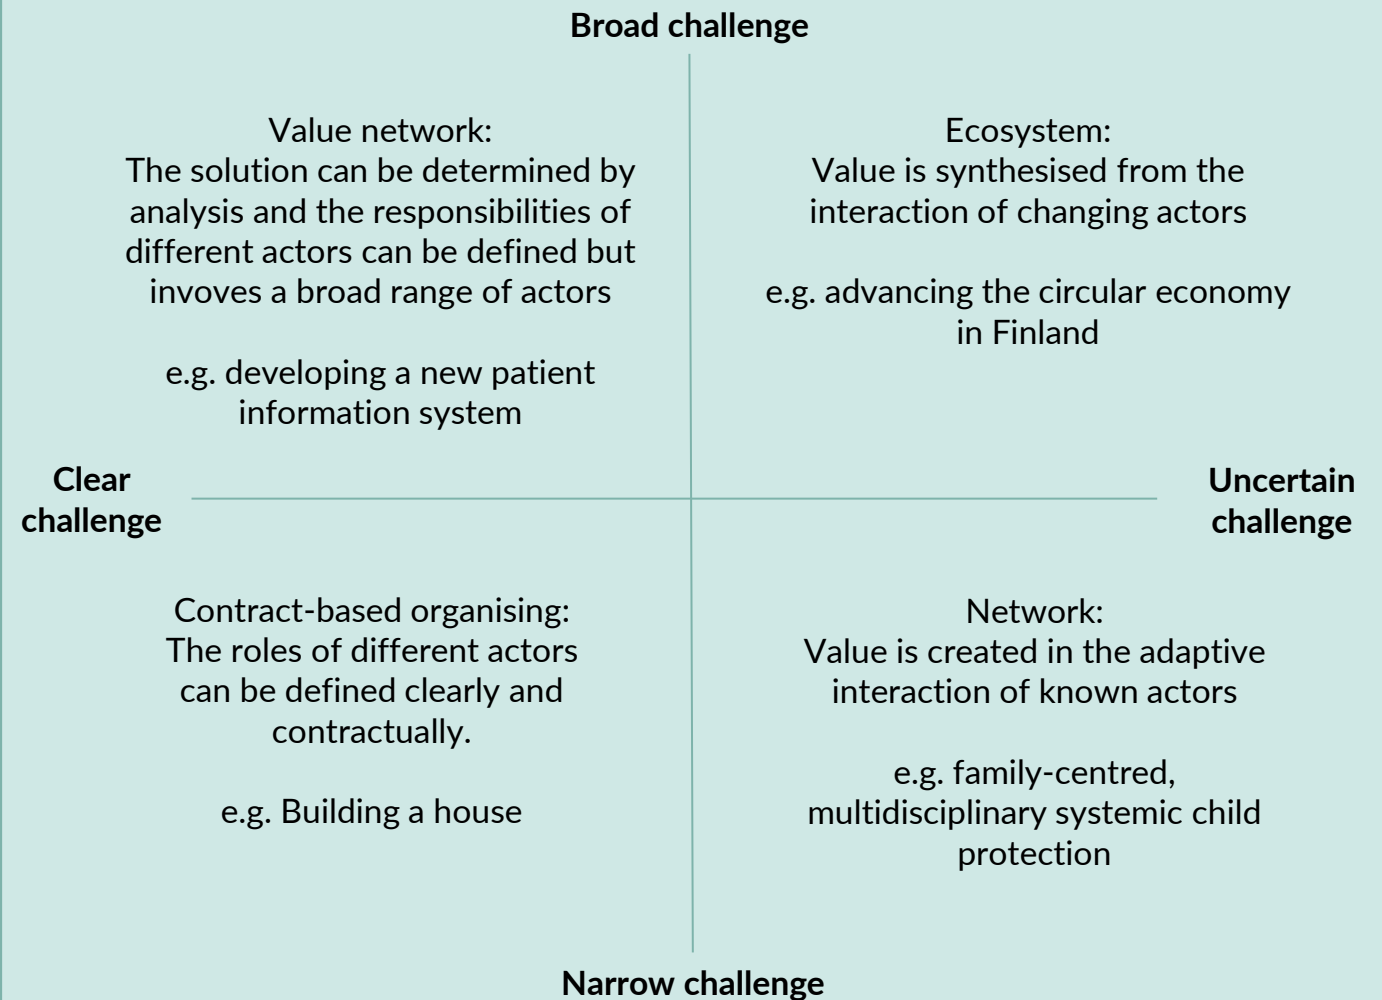 Broad challenge
Value network:
The solution can be determined by
analysis and the responsibilities of
different actors can be defined but
invoves a broad range of actors
e.g. developing a new patient
information system
Ecosystem:
Value is synthesised from the
interaction of changing actors
e.g. advancing the circular economy
in Finland
Clear
challenge
Uncertain
challenge
Contract-based organising:
The roles of different actors
can be defined clearly and
contractually.
e.g. Building a house
Network:
Value is created in the adaptive
interaction of known actors
e.g. family-centred,
multidisciplinary systemic child
protection
Narrow challenge